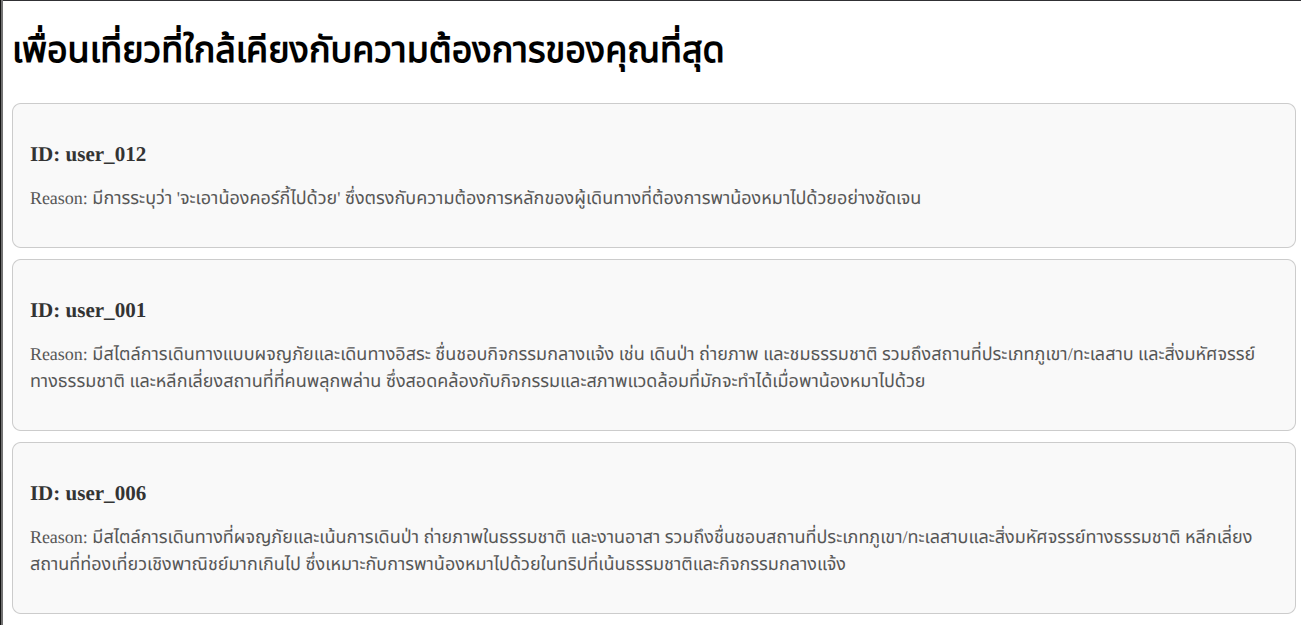 เพื่อนเที่ยวที่ใกล้เคียงกับความต้องการของคุณที่สุด
ID: user_012
Reason: มีการระบุว่า 'จะเอาน้องคอร์กี้ไปด้วย' ซึ่งตรงกับความต้องการหลักของผู้เดินทางที่ต้องการพาน้องหมาไปด้วยอย่างชัดเจน
ID: user_001
Reason: มีสไตล์การเดินทางแบบผจญภัยและเดินทางอิสระ ชื่นชอบกิจกรรมกลางแจ้ง เช่น เดินป่า ถ่ายภาพ และชมธรรมชาติ รวมถึงสถานที่ประเภทภูเขา/ทะเลสาบ และสิ่งมหัศจรรย์
ทางธรรมชาติ และหลีกเลี่ยงสถานที่ที่คนพลุกพล่าน ซึ่งสอดคล้องกับกิจกรรมและสภาพแวดล้อมที่มักจะทำได้เมื่อพาน้องหมาไปด้วย
ID: user_006
Reason: มีสไตล์การเดินทางที่ผจญภัยและเน้นการเดินป่า ถ่ายภาพในธรรมชาติ และงานอาสา รวมถึงชื่นชอบสถานที่ประเภทภูเขา/ทะเลสาบและสิ่งมหัศจรรย์ทางธรรมชาติ หลีกเลี่ยง
สถานที่ท่องเที่ยวเชิงพาณิชย์มากเกินไป ซึ่งเหมาะกับการพาน้องหมาไปด้วยในทริปที่เน้นธรรมชาติและกิจกรรมกลางแจ้ง